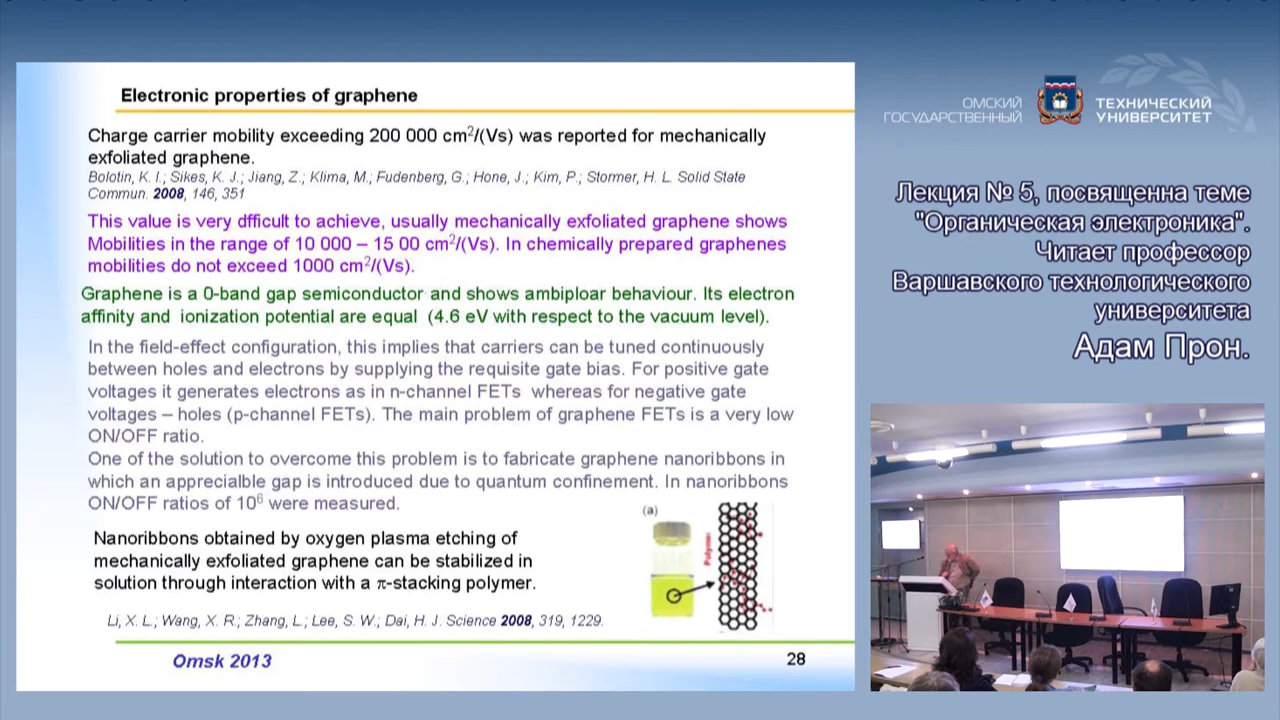 Electronic properties of graphene
Charge carrier mobility exceeding 200 000 cm²/(Vs) was reported for mechanically
exfoliated graphene.
Bolotin, K. I.; Sikes, K. J.; Jiang, Z.; Klima, M.; Fudenberg, G.; Hone, J.; Kim, P.; Stormer, H. L. Solid State
Commun. 2008, 146, 351
This value is very dfficult to achieve, usually mechanically exfoliated graphene shows
Mobilities in the range of 10 000 – 15 00 cm²/(Vs). In chemically prepared graphenes
mobilities do not exceed 1000 cm²/(Vs).
Graphene is a 0-band gap semiconductor and shows ambiploar behaviour. Its electron
affinity and ionization potential are equal (4.6 eV with respect to the vacuum level).
In the field-effect configuration, this implies that carriers can be tuned continuously
between holes and electrons by supplying the requisite gate bias. For positive gate
voltages it generates electrons as in n-channel FETs whereas for negative gate
voltages – holes (p-channel FETs). The main problem of graphene FETs is a very low
ON/OFF ratio.
One of the solution to overcome this problem is to fabricate graphene nanoribbons in
which an apprecialble gap is introduced due to quantum confinement. In nanoribbons
ON/OFF ratios of 10⁶ were measured.
(a)
Polymer
Nanoribbons obtained by oxygen plasma etching of
mechanically exfoliated graphene can be stabilized in
solution through interaction with a π-stacking polymer.
Li, X. L.; Wang, X. R.; Zhang, L.; Lee, S. W.; Dai, H. J. Science 2008, 319, 1229.
Omsk 2013
28
ОМСКИЙ
ГОСУДАРСТВЕННЫЙ
ТЕХНИЧЕСКИЙ
УНИВЕРСИТЕТ
Лекция № 5, посвященна теме
"Органическая электроника".
Читает профессор
Варшавского технологического
университета
Адам Прон.